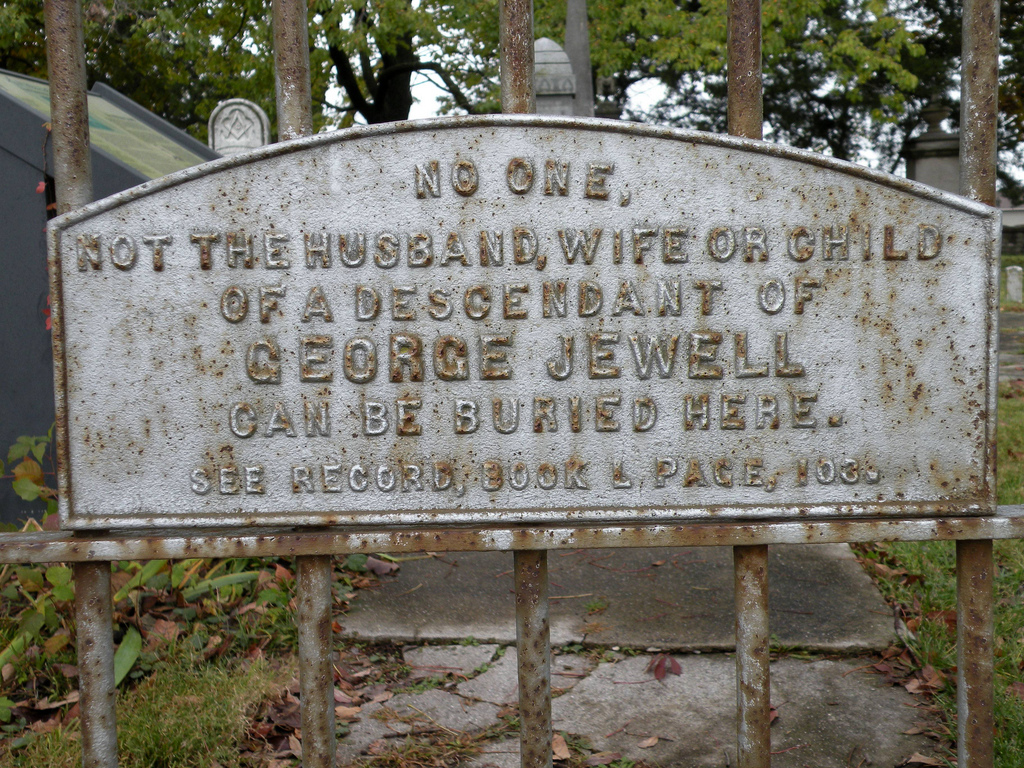 NO ONE,
NOT THE HUSBAND, WIFE OR CHILD
OF A DESCENDANT OF
GEORGE JEWELL
CAN BE BURIED HERE.
SEE RECORD, BOOK L PAGE, 103.